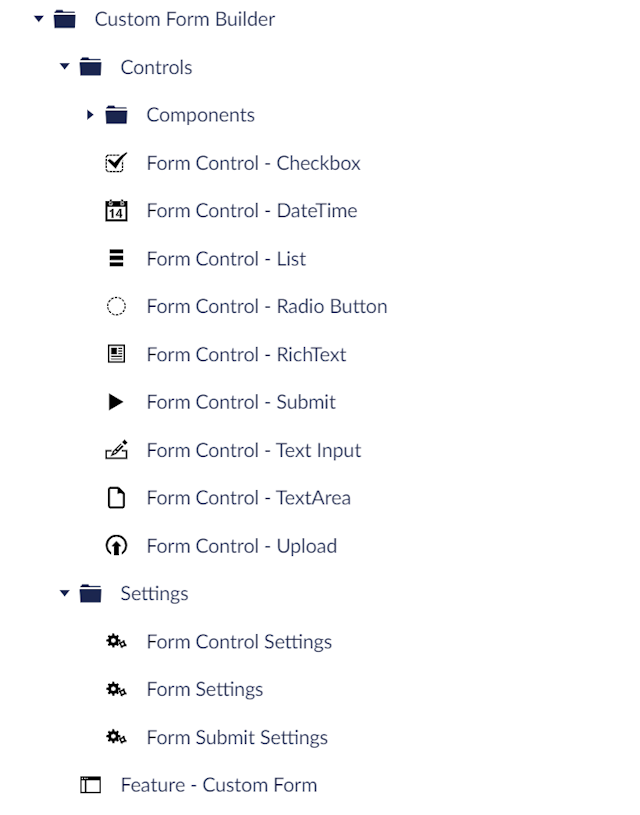 Custom Form Builder
Controls
Components
Form Control - Checkbox
14
Form Control - DateTime
Form Control - List
Form Control - Radio Button
Form Control - RichText
Form Control - Submit
Form Control - Text Input
Form Control - TextArea
Form Control - Upload
Settings
Form Control Settings
Form Settings
Form Submit Settings
Feature - Custom Form